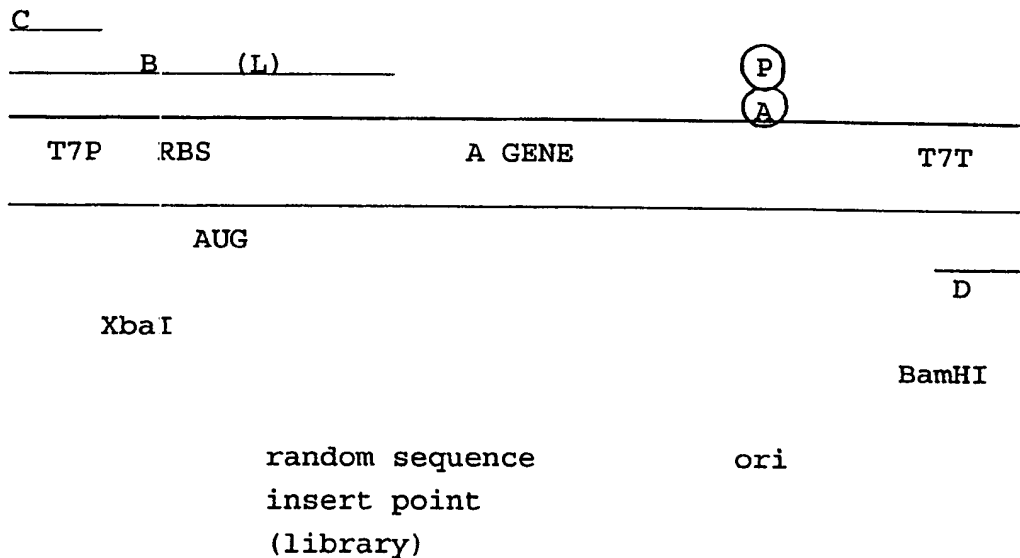 C
B (L) P
A
T7P RBS A GENE T7T
AUG
D
XbaI
BamHI
random sequence ori
insert point
(library)